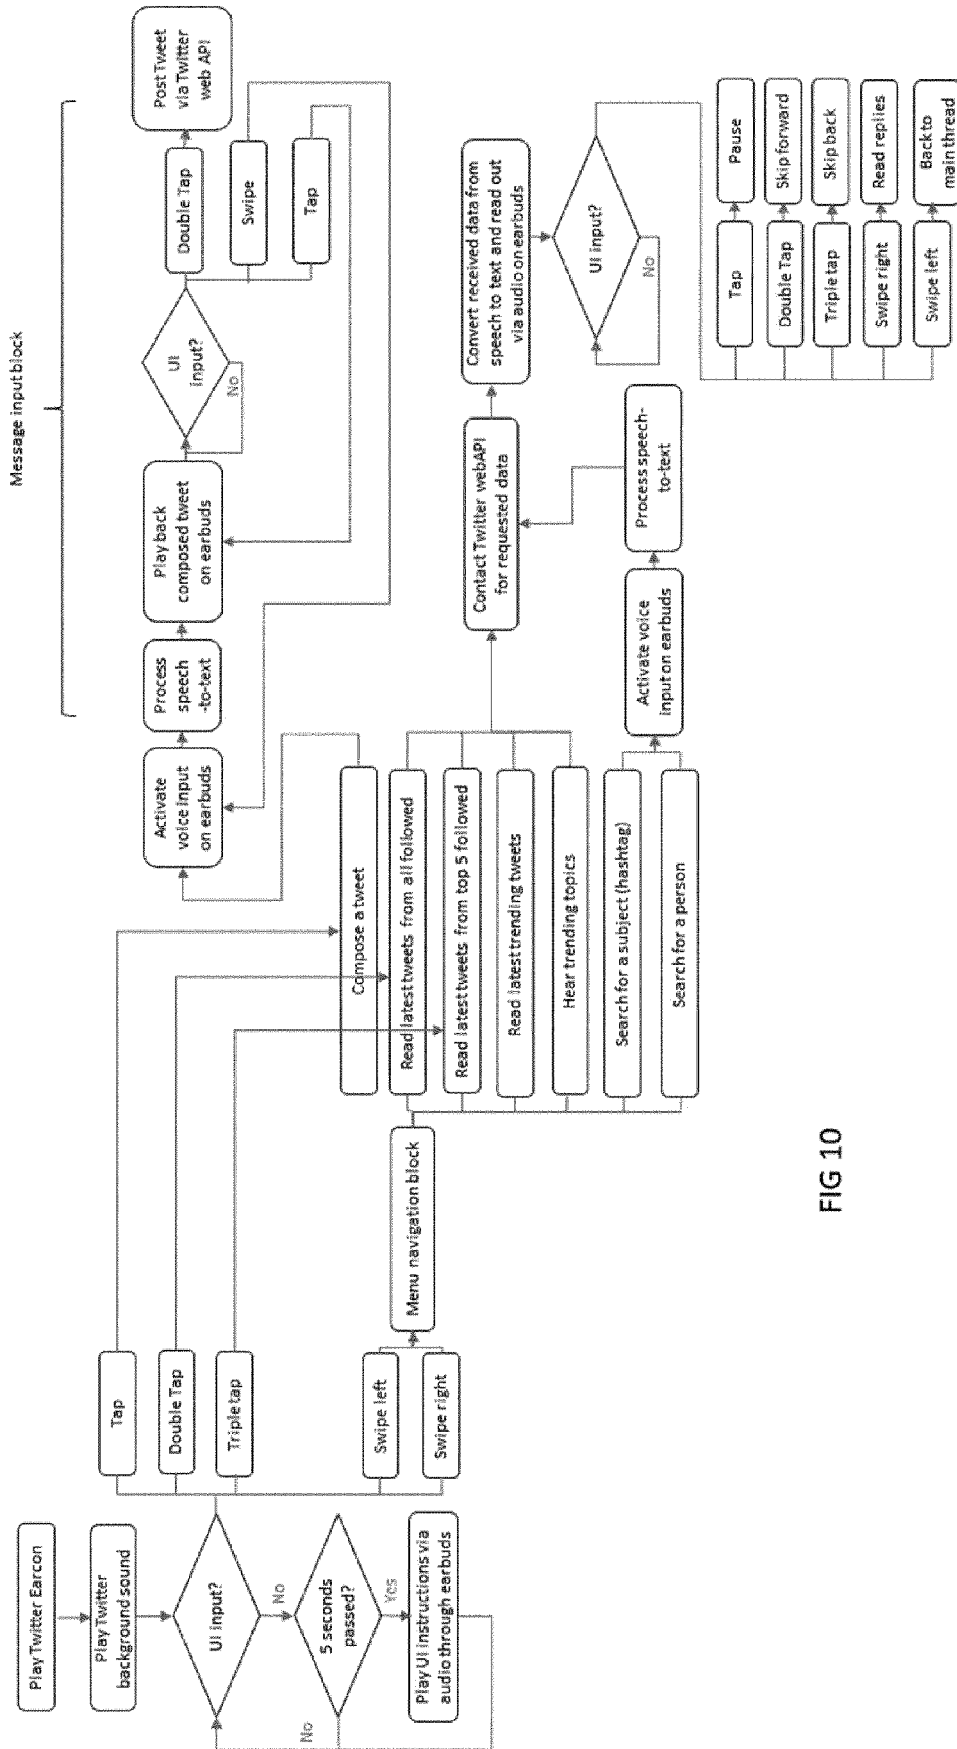 Message input block
Play Twitter Earcon
Play Twitter
background sound
UI input?
No
5 seconds
passed?
No
Yes
Play UI instructions via
audio through earbuds
Tap
Double Tap
Triple tap
Swipe left
Swipe right
Menu navigation block
Compose a tweet
Read latest tweets from all followed
Read latest tweets from top 5 followed
Read latest trending tweets
Hear trending topics
Search for a subject (hashtag)
Search for a person
Activate
voice input
on earbuds
Process
speech
-to-text
Play back
composed tweet
on earbuds
UI
input?
No
Double Tap
Swipe
Tap
Post Tweet
via Twitter
web API
Activate voice
input on earbuds
Process speech-
to-text
Contact Twitter webAPI
for requested data
Convert received data from
speech to text and read out
via audio on earbuds
UI input?
No
Tap
Pause
Double Tap
Skip forward
Triple tap
Skip back
Swipe right
Read replies
Swipe left
Back to
main thread
FIG 10